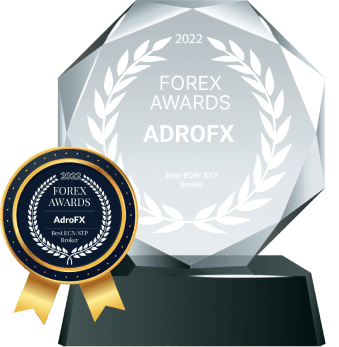 2022
FOREX
AWARDS
ADROFX
Best ECN/ STP
Broker
2022
FOREX
AWARDS
AdroFX
Best ECN/STP
Broker